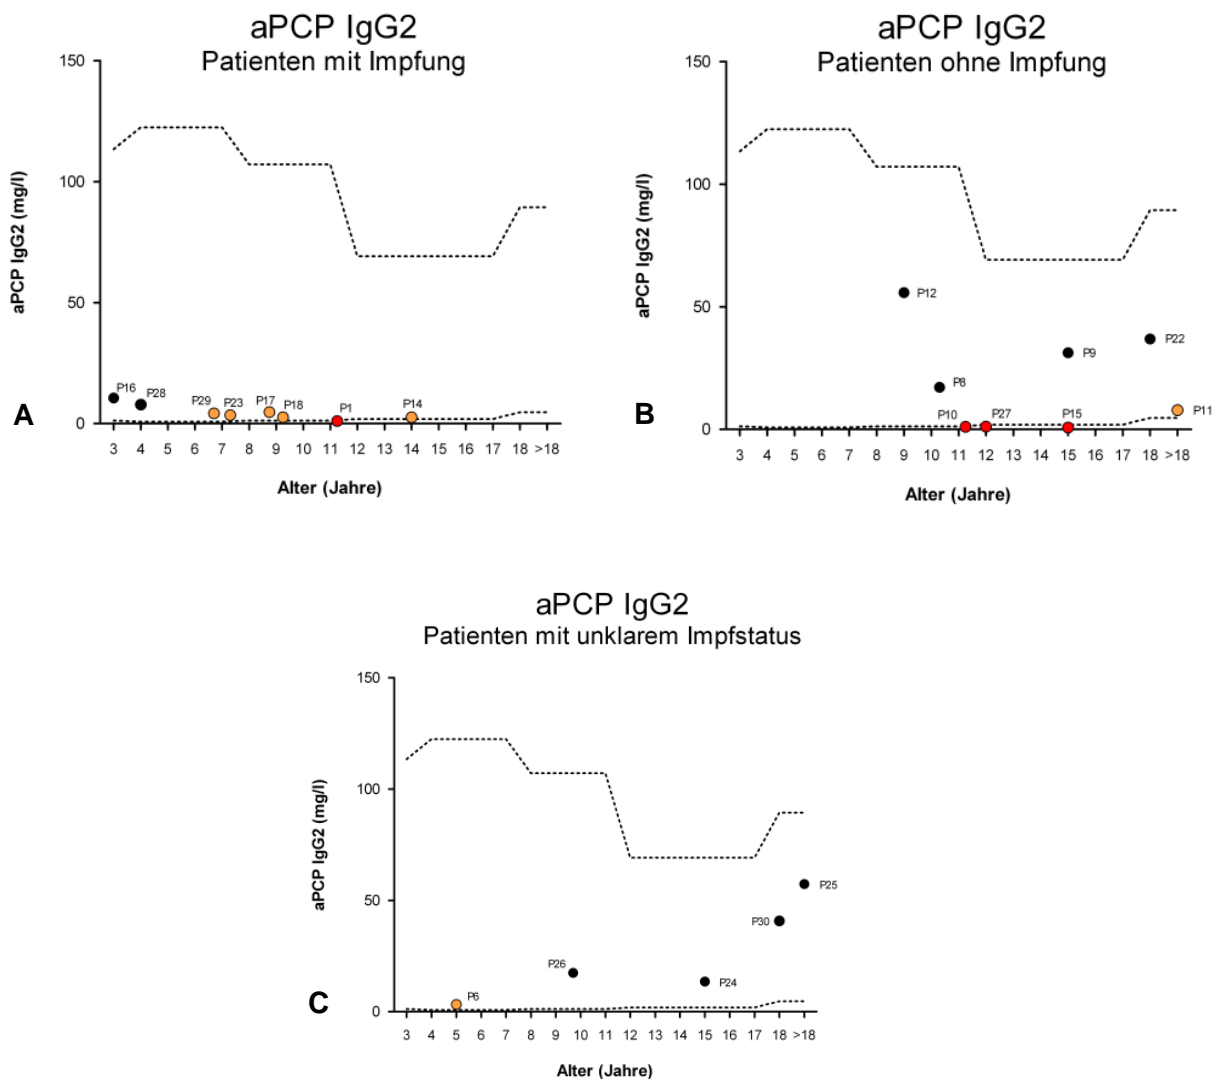 aPCP IgG2
Patienten mit Impfung
150
100
50
0
aPCP IgG2 (mg/l)
P16
P28
P29
P23
P17
P18
P1
P14
A
3 4 5 6 7 8 9 10 11 12 13 14 15 16 17 18 >18
Alter (Jahre)
aPCP IgG2
Patienten ohne Impfung
150
100
50
0
aPCP IgG2 (mg/l)
P12
P8
P9
P22
P10
P27
P15
P11
B
3 4 5 6 7 8 9 10 11 12 13 14 15 16 17 18 >18
Alter (Jahre)
aPCP IgG2
Patienten mit unklarem Impfstatus
150
100
50
0
aPCP IgG2 (mg/l)
P25
P30
P26
P24
P6
C
3 4 5 6 7 8 9 10 11 12 13 14 15 16 17 18 >18
Alter (Jahre)